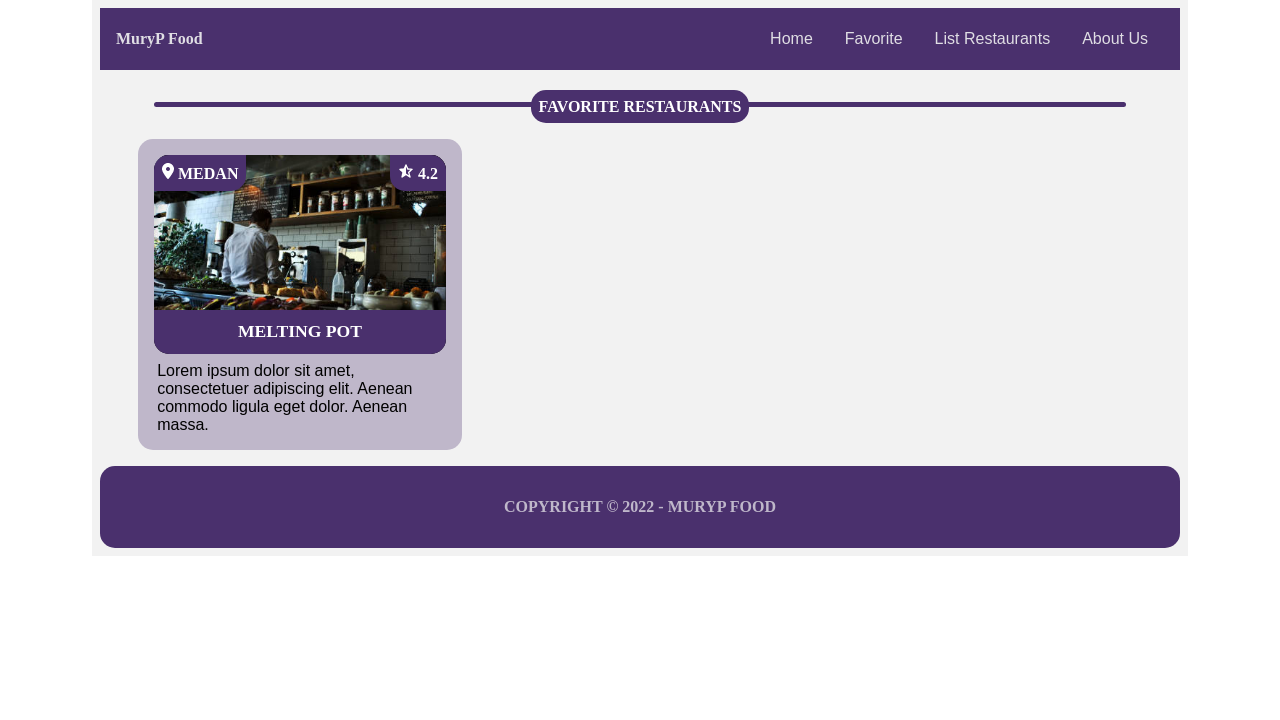 MuryP Food
Home Favorite List Restaurants About Us
FAVORITE RESTAURANTS
MEDAN
4.2
MELTING POT
Lorem ipsum dolor sit amet,
consectetuer adipiscing elit. Aenean
commodo ligula eget dolor. Aenean
massa.
COPYRIGHT © 2022 - MURYP FOOD